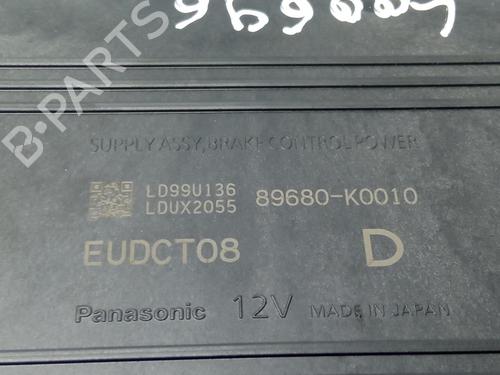 SUPPLY ASSY, BRAKE CONTROL POWER
LD99U136
LDUX2055
89680-K0010
EUDCT08
D
Panasonic 12V MADE IN JAPAN
B-PARTS